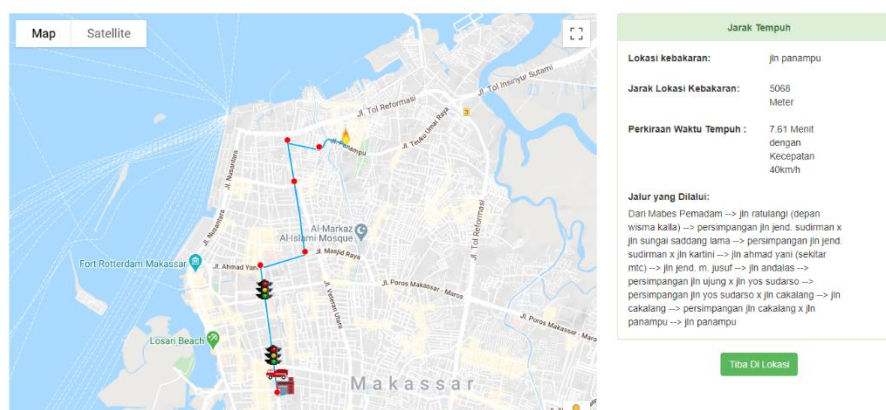 Map
Satellite
Jl. Tol Insinyur Sutami
Jl. Tol Reformasi
Jl. Teuku Umar Raya
Jl. Panampu
Jl. Nusantara
Jl. Nusantara
Al-Markaz
Al-Islami Mosque
Jl. Tol Reformasi
Jl. Masjid Raya
Fort Rotterdam Makassar
Jl. Ahmad Yani
Jl. Poros Makassar - Maros
Jl. Veteran Utara
Jl. Poros Makassar - Maros
Losari Beach
Makassar
Jarak Tempuh
Lokasi kebakaran: jln panampu
Jarak Lokasi Kebakaran: 5068
Meter
Perkiraan Waktu Tempuh : 7.61 Menit
dengan
Kecepatan
40km/h
Jalur yang Dilalui:
Dari Mabes Pemadam --> jln ratulangi (depan
wisma kalla) --> persimpangan jln jend. sudirman x
jln sungai saddang lama --> persimpangan jln jend.
sudirman x jln kartini --> jln ahmad yani (sekitar
mtc) --> jln jend. m. jusuf --> jln andalas -->
persimpangan jln ujung x jln yos sudarso -->
persimpangan jln yos sudarso x jln cakalang --> jln
cakalang --> persimpangan jln cakalang x jln
panampu --> jln panampu
Tiba Di Lokasi